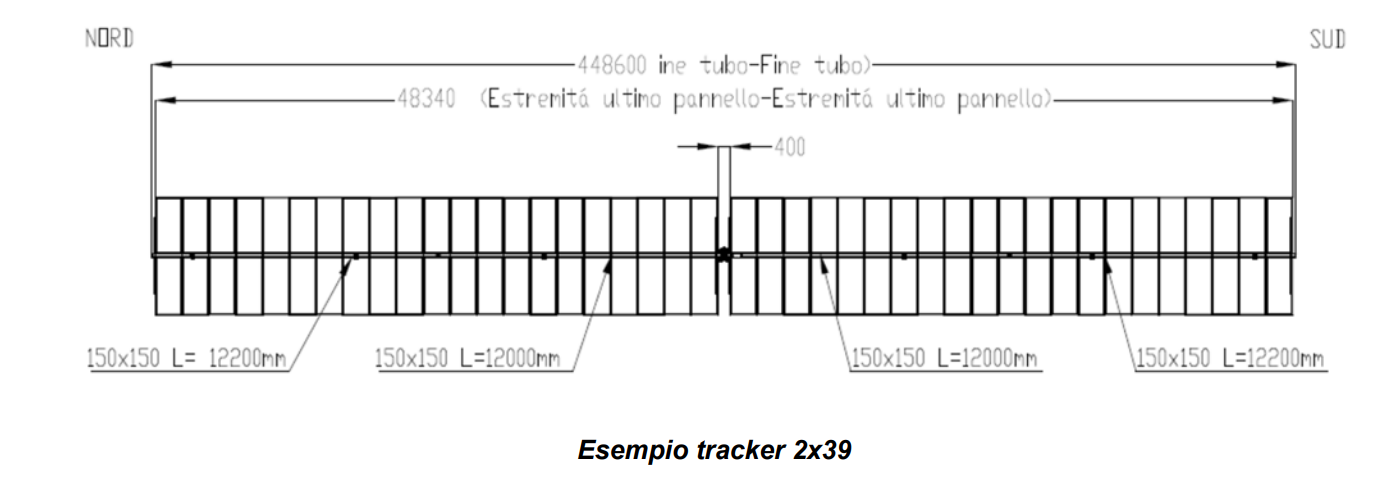 NORD
SUD
448600 ine tubo-Fine tubo)
48340 (Estremitá ultimo pannello-Estremitá ultimo pannello)
400
150x150 L= 12200mm
150x150 L=12000mm
150x150 L=12000mm
150x150 L=12200mm
Esempio tracker 2x39